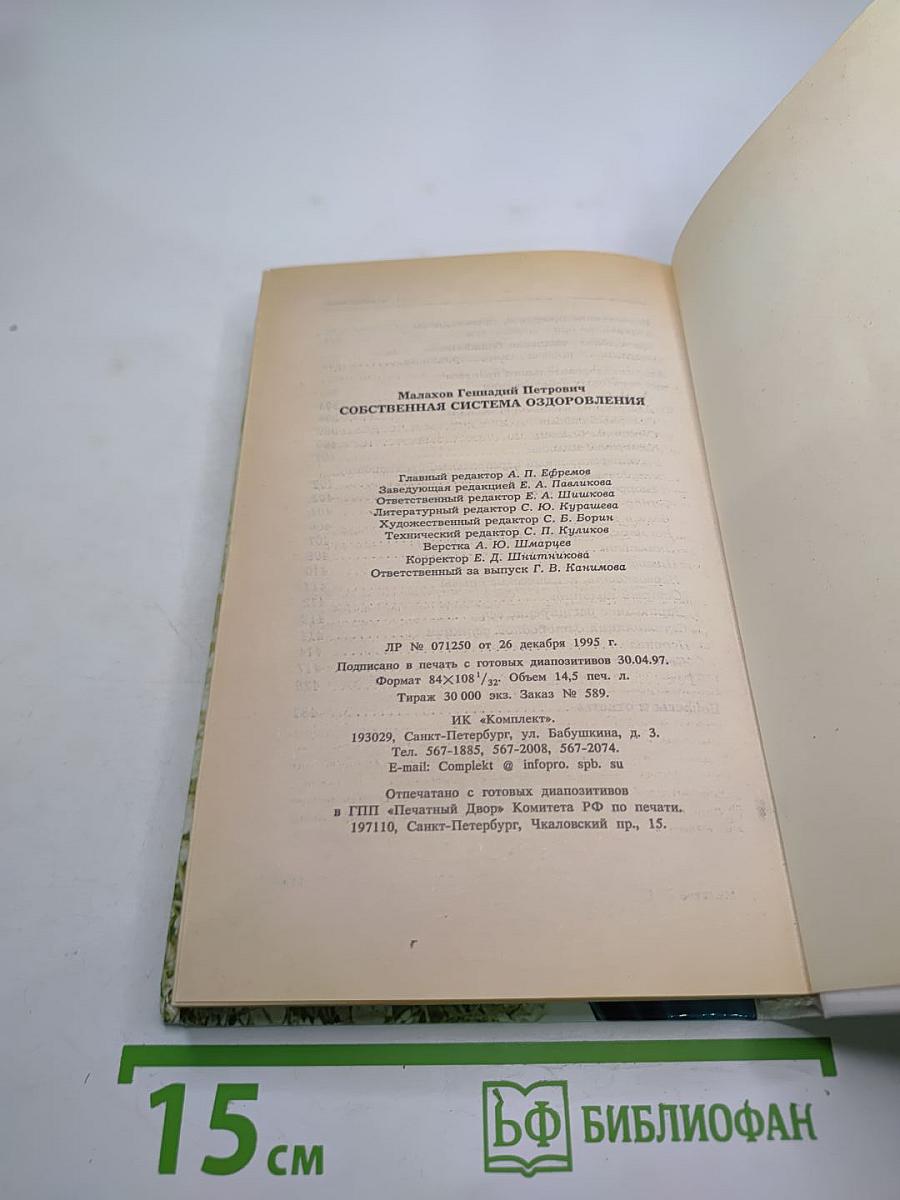 Малахов Геннадий Петрович
СОБСТВЕННАЯ СИСТЕМА ОЗДОРОВЛЕНИЯ
Главный редактор А. П. Ефремов
Заведующая редакцией Е. А. Павликова
Ответственный редактор Е. А. Шишкова
Литературный редактор С. Ю. Курашева
Художественный редактор С. Б. Борин
Технический редактор С. П. Куликов
Верстка А. Ю. Шмарцев
Корректор Е. Д. Шнитникова
Ответственный за выпуск Г. В. Канимова
ЛР № 071250 от 26 декабря 1995 г.
Подписано в печать с готовых диапозитивов 30.04.97.
Формат 84×108 1/32. Объем 14,5 печ. л.
Тираж 30 000 экз. Заказ № 589.
ИК «Комплект».
193029, Санкт-Петербург, ул. Бабушкина, д. 3.
Тел. 567-1885, 567-2008, 567-2074.
E-mail: Complekt @ infopro. spb. su
Отпечатано с готовых диапозитивов
в ГПП «Печатный Двор» Комитета РФ по печати.
197110, Санкт-Петербург, Чкаловский пр., 15.
15 см
БФ БИБЛИОФАН